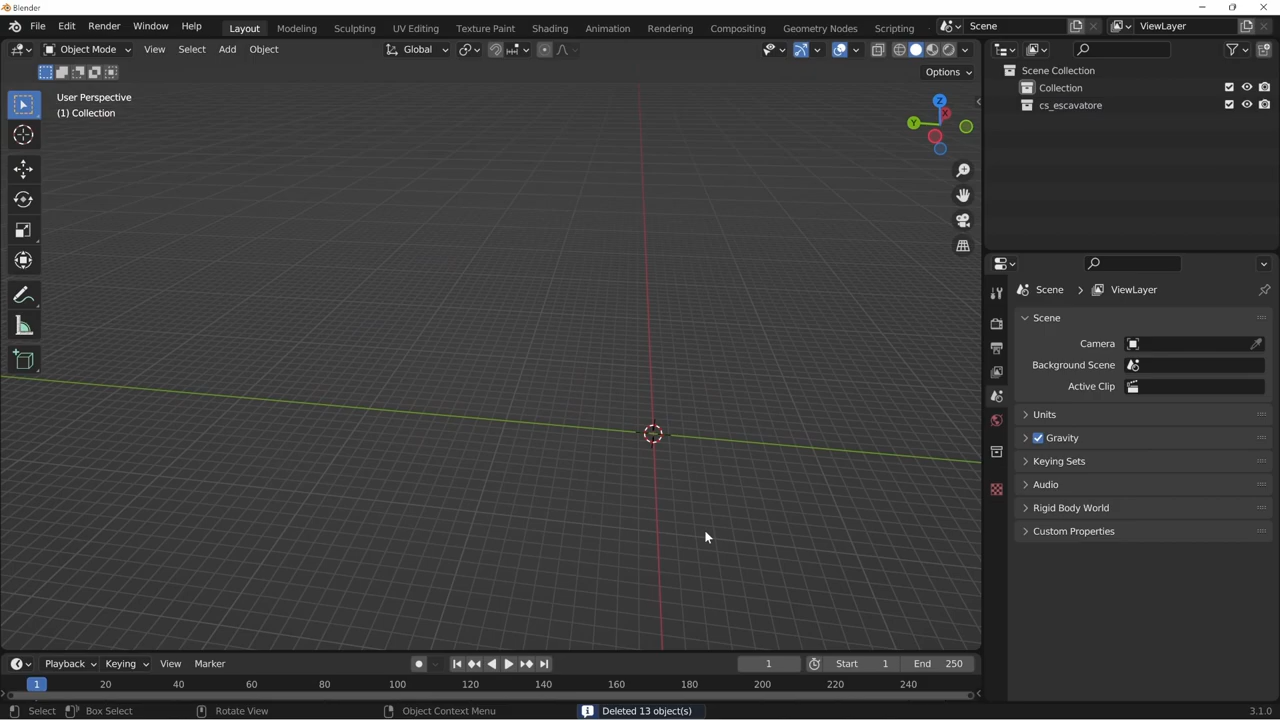 Blender
File Edit Render Window Help Layout Modeling Sculpting UV Editing Texture Paint Shading Animation Rendering Compositing Geometry Nodes Scripting Scene ViewLayer
Object Mode View Select Add Object Global
Options
User Perspective
(1) Collection
Z
Y
X
Scene Collection
Collection
cs_escavatore
Scene > ViewLayer
Scene
Camera
Background Scene
Active Clip
Units
Gravity
Keying Sets
Audio
Rigid Body World
Custom Properties
Playback Keying View Marker 1 Start 1 End 250
1 20 40 60 80 100 120 140 160 180 200 220 240
Select Box Select Rotate View Object Context Menu Deleted 13 object(s) 3.1.0